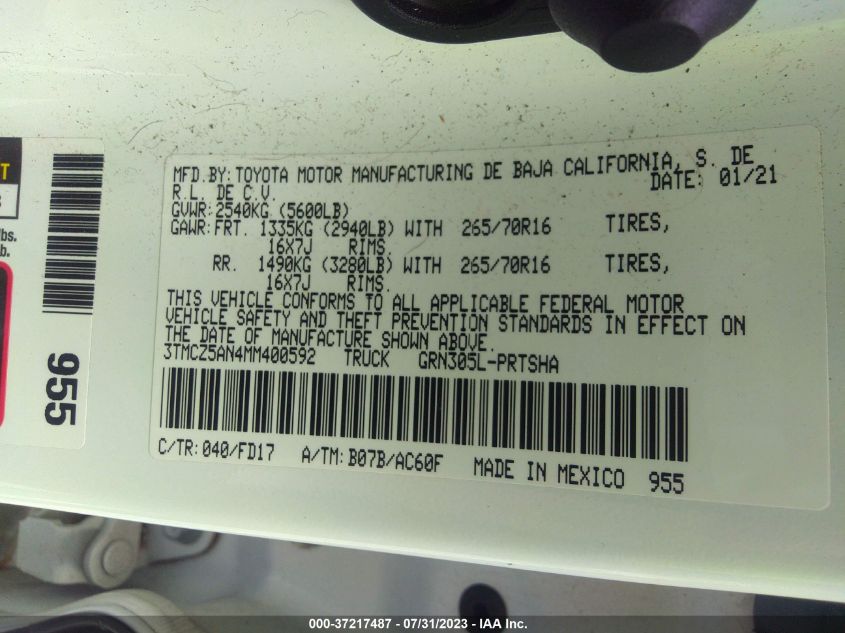 MFD.BY: TOYOTA MOTOR MANUFACTURING DE BAJA CALIFORNIA, S. DE
R.L. DE C.V. DATE: 01/21
GVWR: 2540KG (5600LB)
GAWR: FRT. 1335KG (2940LB) WITH 265/70R16 TIRES,
16X7J RIMS.
RR. 1490KG (3280LB) WITH 265/70R16 TIRES,
16X7J RIMS.
THIS VEHICLE CONFORMS TO ALL APPLICABLE FEDERAL MOTOR
VEHICLE SAFETY AND THEFT PREVENTION STANDARDS IN EFFECT ON
THE DATE OF MANUFACTURE SHOWN ABOVE.
3TMCZ5AN4MM400592 TRUCK GRN305L-PRTSHA
C/TR: 040/FD17 A/TM: B07B/AC60F MADE IN MEXICO 955
955
lbs.
000-37217487 - 07/31/2023 - IAA Inc.